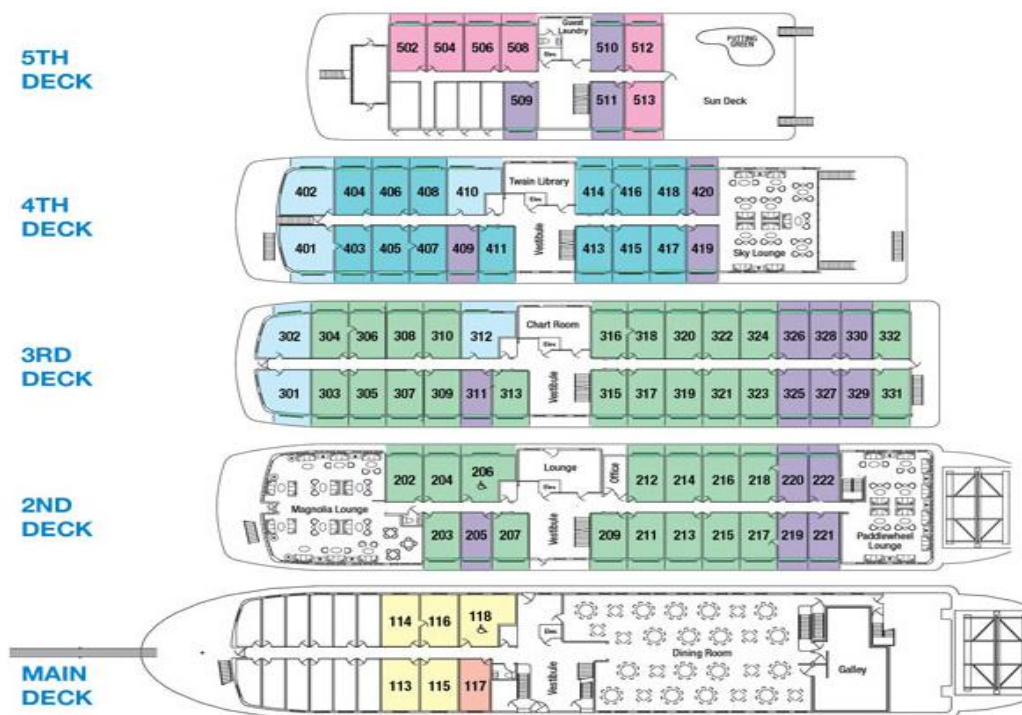 5TH
DECK
502 504 506 508
Guest
Laundry
Elev.
510 512
PUTTING
GREEN
509 511 513
Sun Deck
4TH
DECK
402 404 406 408 410
Twain Library
Elev.
414 416 418 420
401 403 405 407 409 411
Vestibule
413 415 417 419
Sky Lounge
3RD
DECK
302 304 306 308 310 312
Chart Room
Elev.
316 318 320 322 324 326 328 330 332
301 303 305 307 309 311 313
Vestibule
315 317 319 321 323 325 327 329 331
2ND
DECK
202 204 206
Lounge
Elev.
Office
212 214 216 218 220 222
Magnolia Lounge
203 205 207
Vestibule
209 211 213 215 217 219 221
Paddlewheel
Lounge
MAIN
DECK
114 116 118
Elev.
Dining Room
113 115 117
Vestibule
Galley